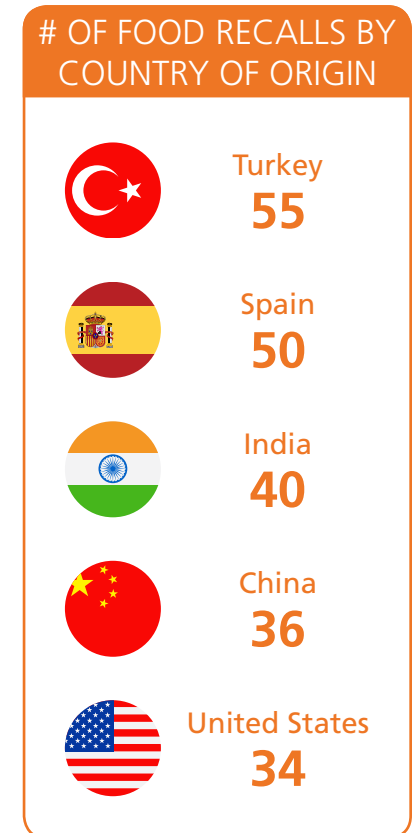 # OF FOOD RECALLS BY
COUNTRY OF ORIGIN
Turkey
55
Spain
50
India
40
China
36
United States
34